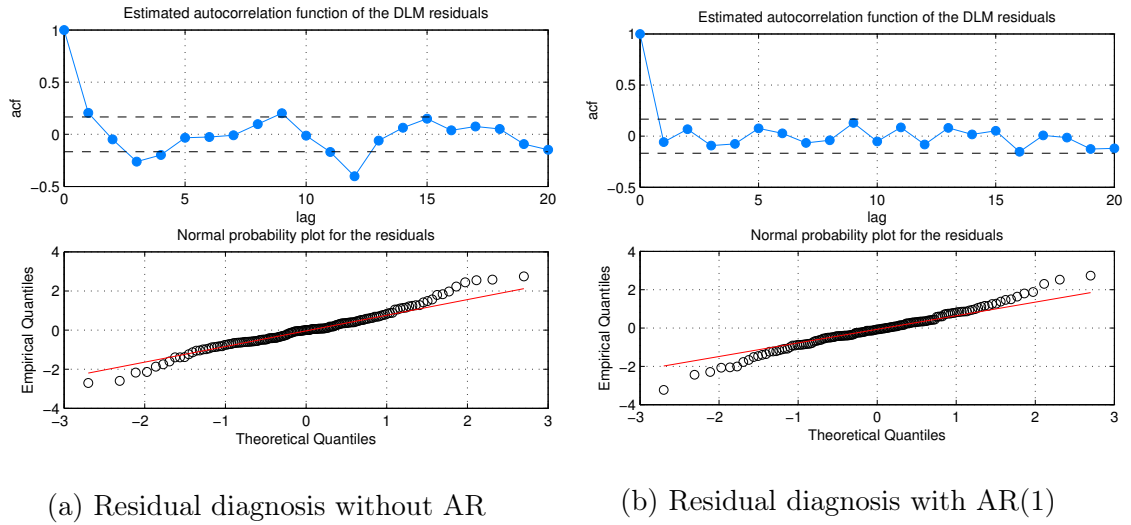 Estimated autocorrelation function of the DLM residuals
1
0.5
0
−0.5
acf
0 5 10 15 20
lag
Normal probability plot for the residuals
4
2
0
−2
−4
Empirical Quantiles
−3 −2 −1 0 1 2 3
Theoretical Quantiles
(a) Residual diagnosis without AR
Estimated autocorrelation function of the DLM residuals
1
0.5
0
−0.5
acf
0 5 10 15 20
lag
Normal probability plot for the residuals
4
2
0
−2
−4
Empirical Quantiles
−3 −2 −1 0 1 2 3
Theoretical Quantiles
(b) Residual diagnosis with AR(1)